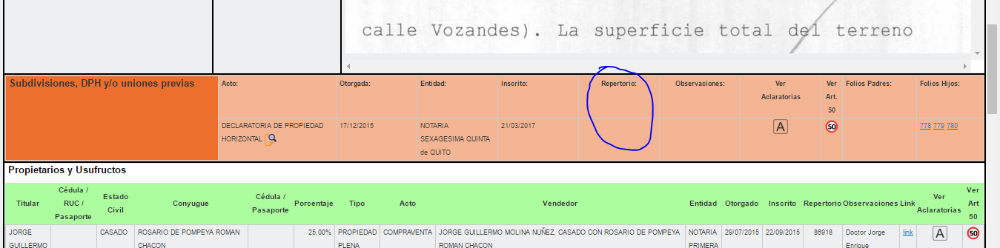 calle Vozandes). La superficie total del terreno
Subdivisiones, DPH y/o uniones previas
Acto:
Otorgada:
Entidad:
Inscrito:
Repertorio:
Observaciones:
Ver
Aclaratorias
Ver
Art.
50
Folios Padres:
Folios Hijos:
DECLARATORIA DE PROPIEDAD
HORIZONTAL
17/12/2015
NOTARIA
SEXAGESIMA QUINTA
de QUITO
21/03/2017
A
50
778 779 780
Propietarios y Usufructos
Titular
Cédula /
RUC /
Pasaporte
Estado
Civil
Conyugue
Cédula /
Pasaporte
Porcentaje
Tipo
Acto
Vendedor
Entidad
Otorgado
Inscrito
Repertorio
Observaciones
Link
Ver
Aclaratorias
Ver
Art
50
JORGE
GUILLERMO
CASADO
ROSARIO DE POMPEYA ROMAN
CHACON
25,00%
PROPIEDAD
PLENA
COMPRAVENTA
JORGE GUILLERMO MOLINA NUÑEZ, CASADO CON ROSARIO DE POMPEYA
ROMAN CHACON
NOTARIA
PRIMERA
29/07/2015
22/09/2015
86918
Doctor Jorge
Enrique
link
A
50